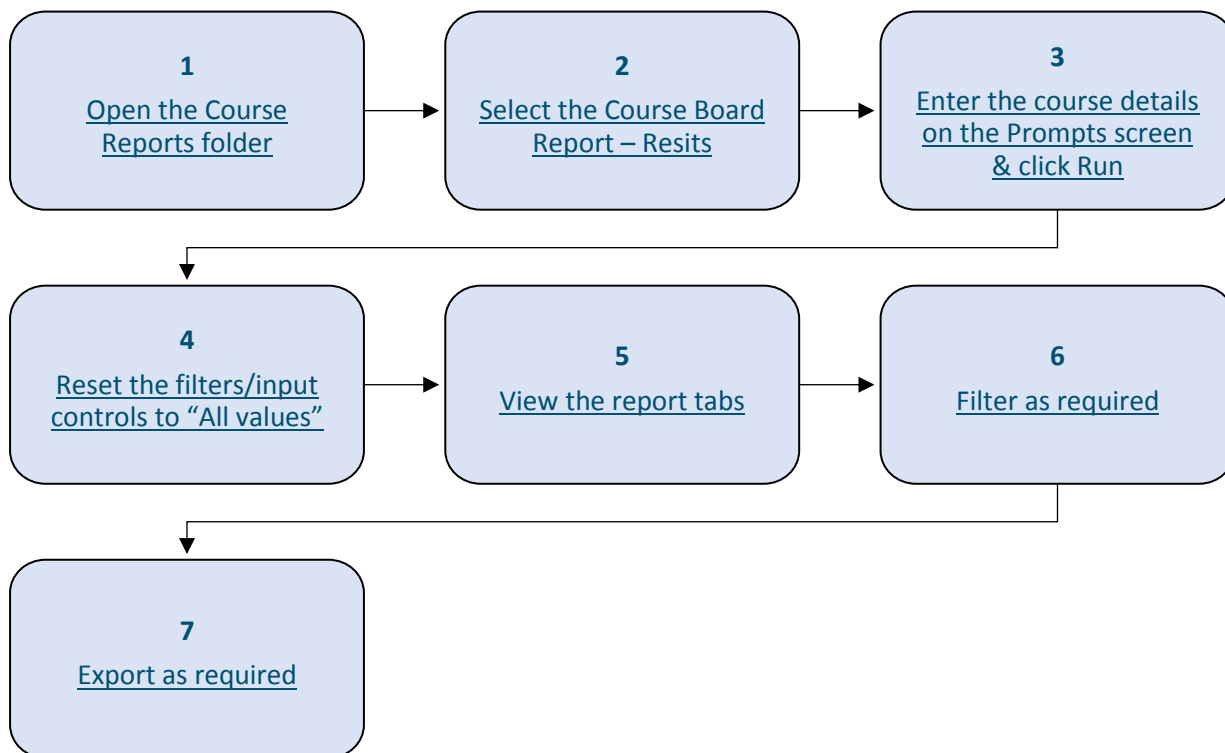 1
Open the Course
Reports folder
2
Select the Course Board
Report – Resits
3
Enter the course details
on the Prompts screen
& click Run
4
Reset the filters/input
controls to “All values”
5
View the report tabs
6
Filter as required
7
Export as required